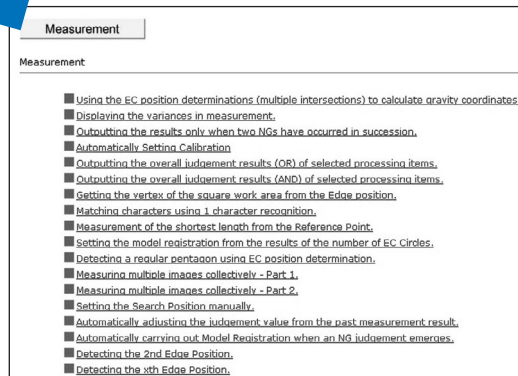 Measurement
Measurement
Using the EC position determinations (multiple intersections) to calculate gravity coordinates
Displaying the variances in measurement.
Outputting the results only when two NGs have occurred in succession.
Automatically Setting Calibration
Outputting the overall judgement results (OR) of selected processing items.
Outputting the overall judgement results (AND) of selected processing items.
Getting the vertex of the square work area from the Edge position.
Matching characters using 1 character recognition.
Measurement of the shortest length from the Reference Point.
Setting the model registration from the results of the number of EC Circles.
Detecting a regular pentagon using EC position determination.
Measuring multiple images collectively - Part 1.
Measuring multiple images collectively - Part 2.
Setting the Search Position manually.
Automatically adjusting the judgement value from the past measurement result.
Automatically carrying out Model Registration when an NG judgement emerges.
Detecting the 2nd Edge Position.
Detecting the xth Edge Position.